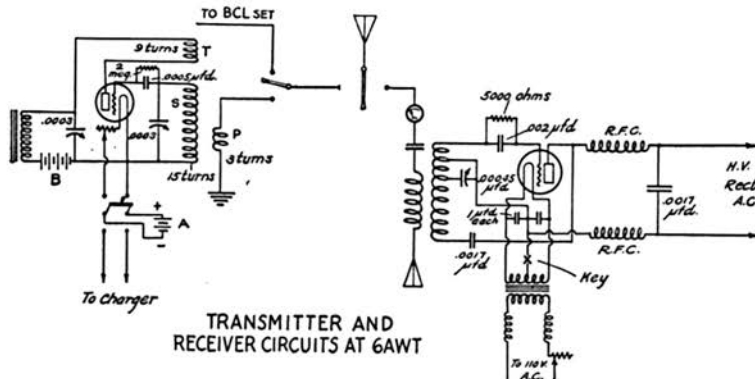 TO BCL SET
9 turns
T
2
meg.
.0005 μfd.
S
.0003
.0003
P
3 turns
15 turns
B
+
A
-
To Charger
5000 ohms
.002 μfd
R.F.C.
H.V.
Rect.
A.C.
.00045
μfd
1 μfd
each
.0017
μfd.
.0017
μfd
R.F.C.
Key
To 110 V.
A.C.
TRANSMITTER AND
RECEIVER CIRCUITS AT 6AWT